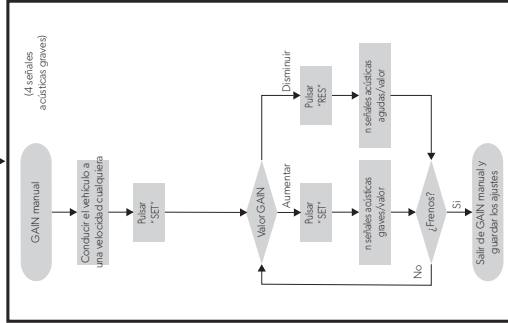 GAIN manual
(4 señales
acústicas graves)
Conducir el vehículo a
una velocidad cualquiera
Pulsar
"SET"
Valor GAIN
Aumentar
Disminuir
Pulsar
"SET"
Pulsar
"RES"
n señales acústicas
graves/valor
n señales acústicas
agudas/valor
¿Frenos?
No
Si
Salir de GAIN manual y
guardar los ajustes